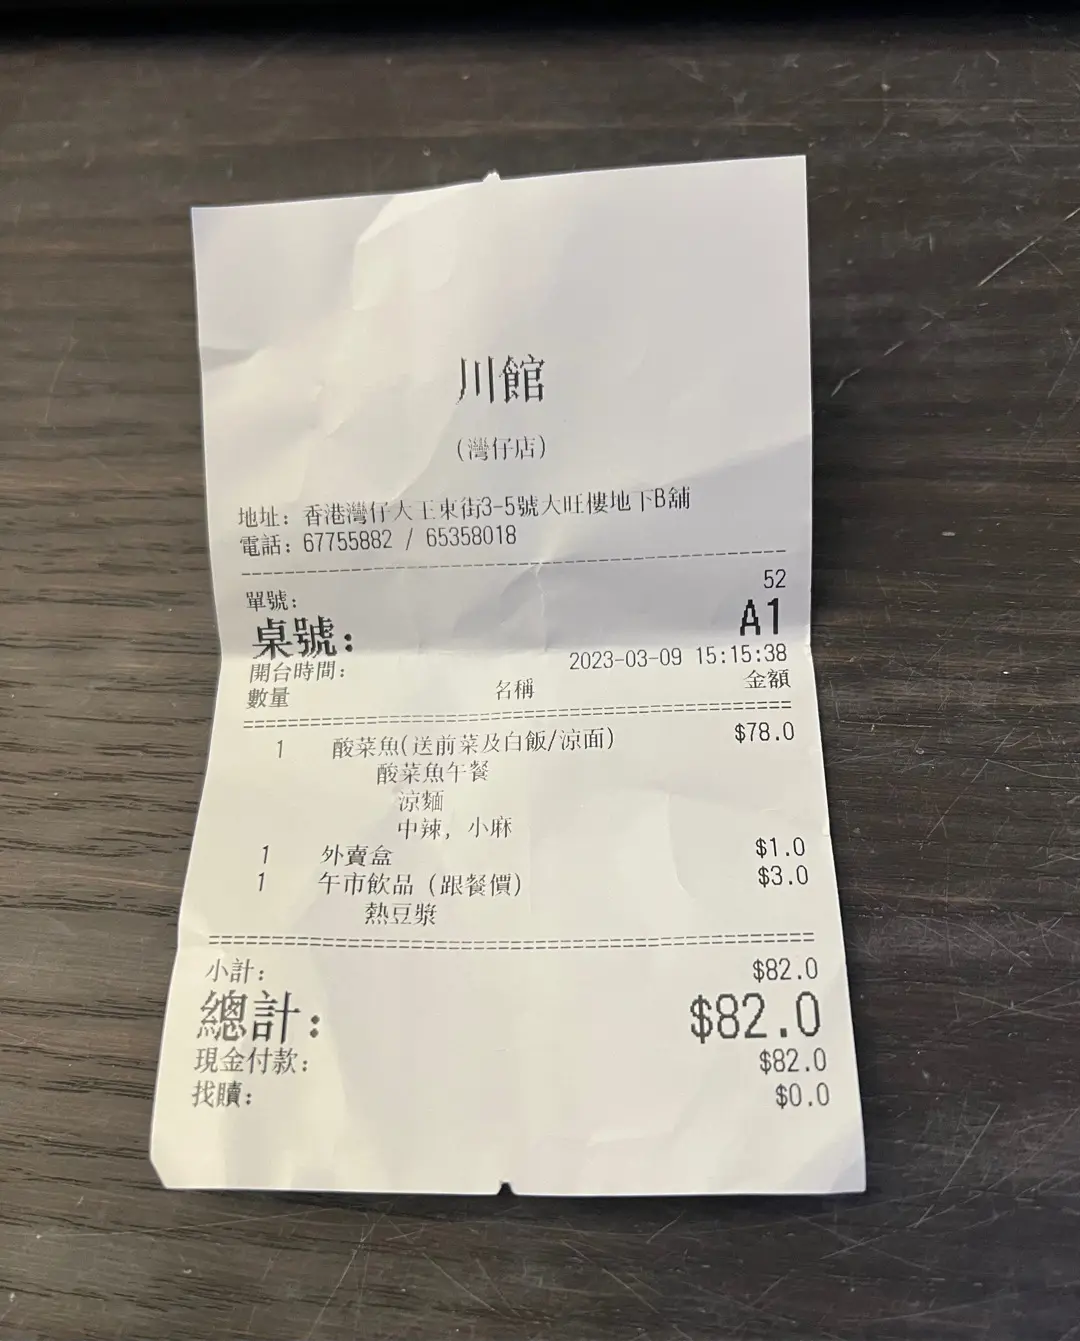 川館
(灣仔店)
地址: 香港灣仔大王東街3-5號大旺樓地下B舖
電話: 67755882 / 65358018
單號: 52
桌號: A1
開台時間: 2023-03-09 15:15:38
數量 名稱 金額
1 酸菜魚(送前菜及白飯/涼面) $78.0
酸菜魚午餐
涼麵
中辣, 小麻
1 外賣盒 $1.0
1 午市飲品 (跟餐價) $3.0
熱豆漿
小計: $82.0
總計: $82.0
現金付款: $82.0
找贖: $0.0